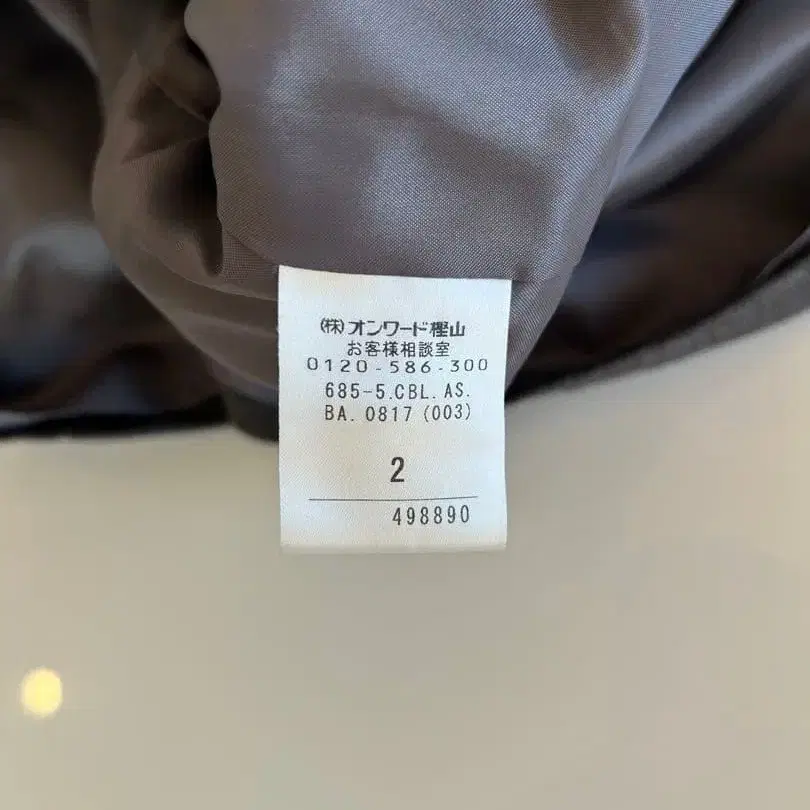 (株)オンワード樫山
お客様相談室
0120-586-300
685-5.CBL.AS.
BA.0817(003)
2
498890